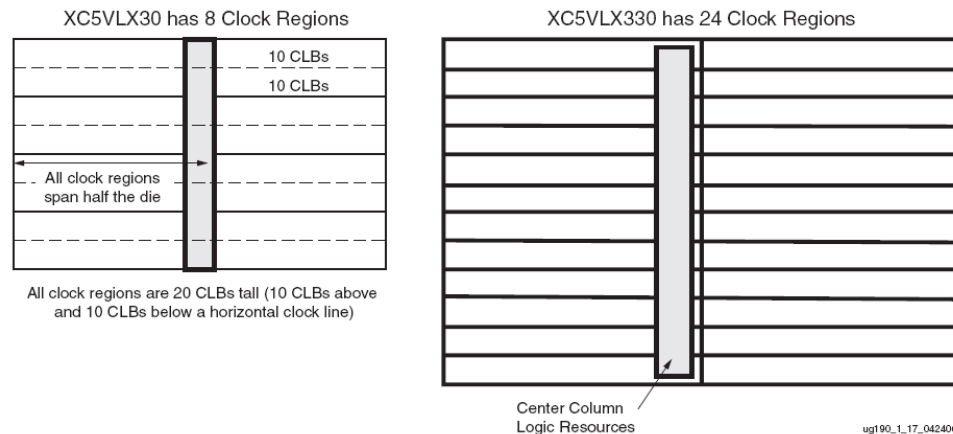 XC5VLX30 has 8 Clock Regions
10 CLBs
10 CLBs
All clock regions
span half the die
All clock regions are 20 CLBs tall (10 CLBs above
and 10 CLBs below a horizontal clock line)
XC5VLX330 has 24 Clock Regions
Center Column
Logic Resources
ug190_1_17_042406